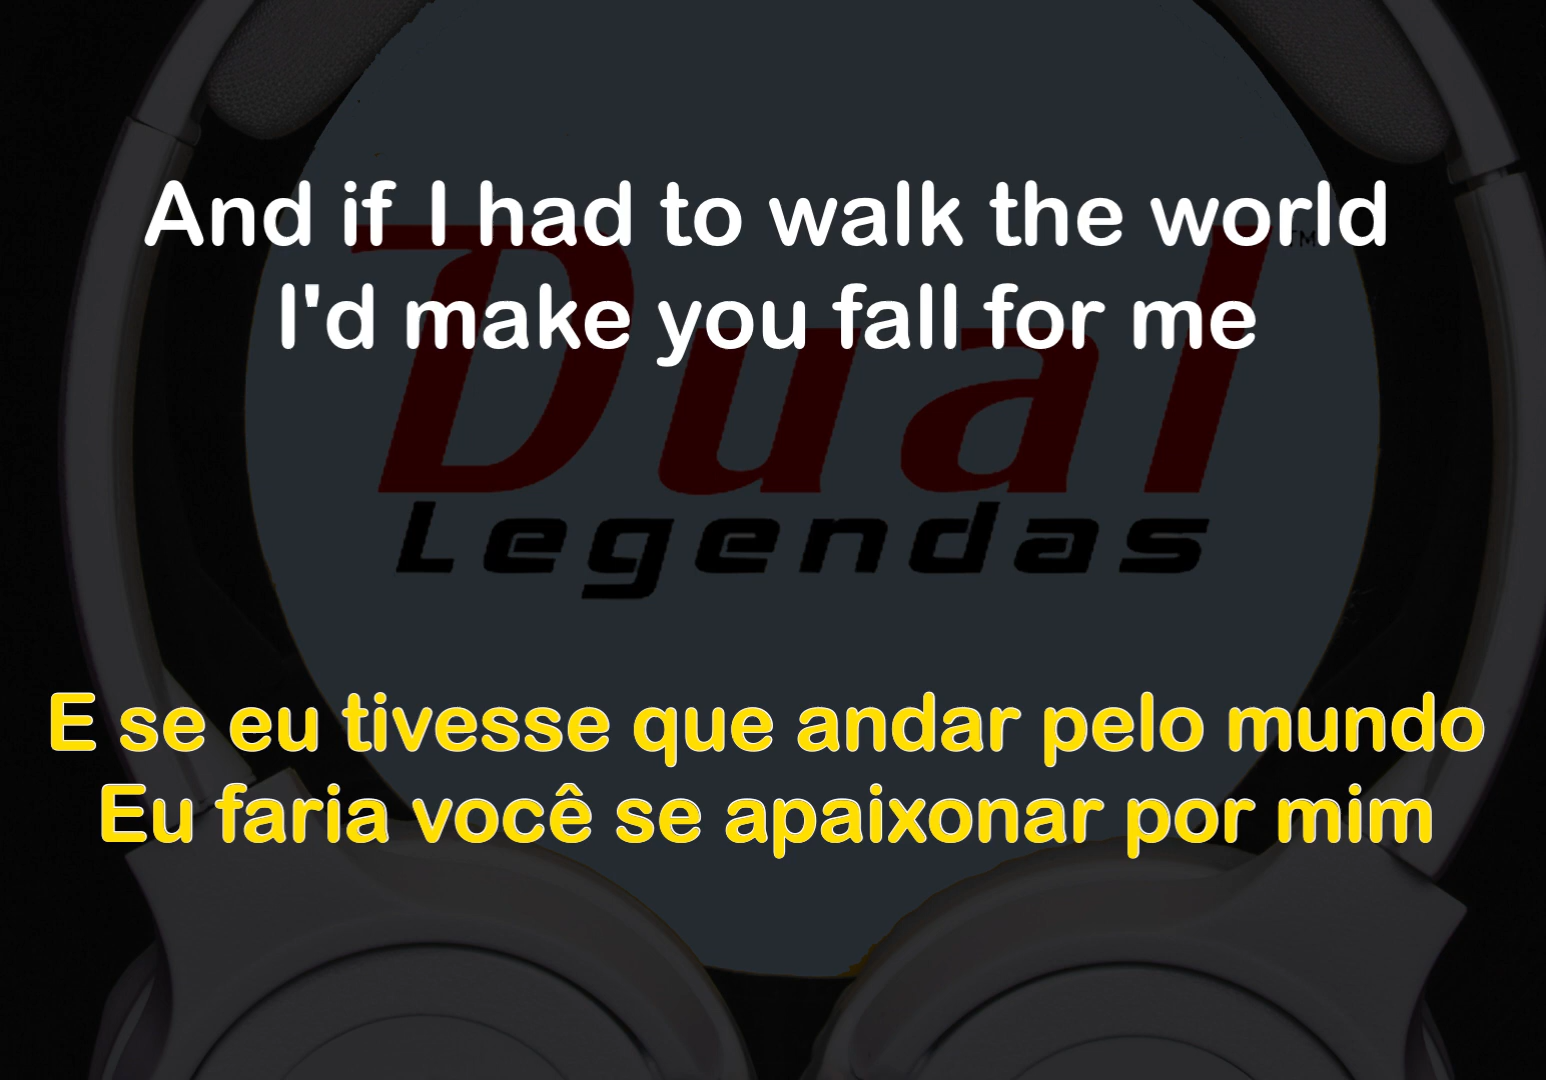 And if I had to walk the world
I'd make you fall for me
Dual
TM
Legendas
E se eu tivesse que andar pelo mundo
Eu faria você se apaixonar por mim